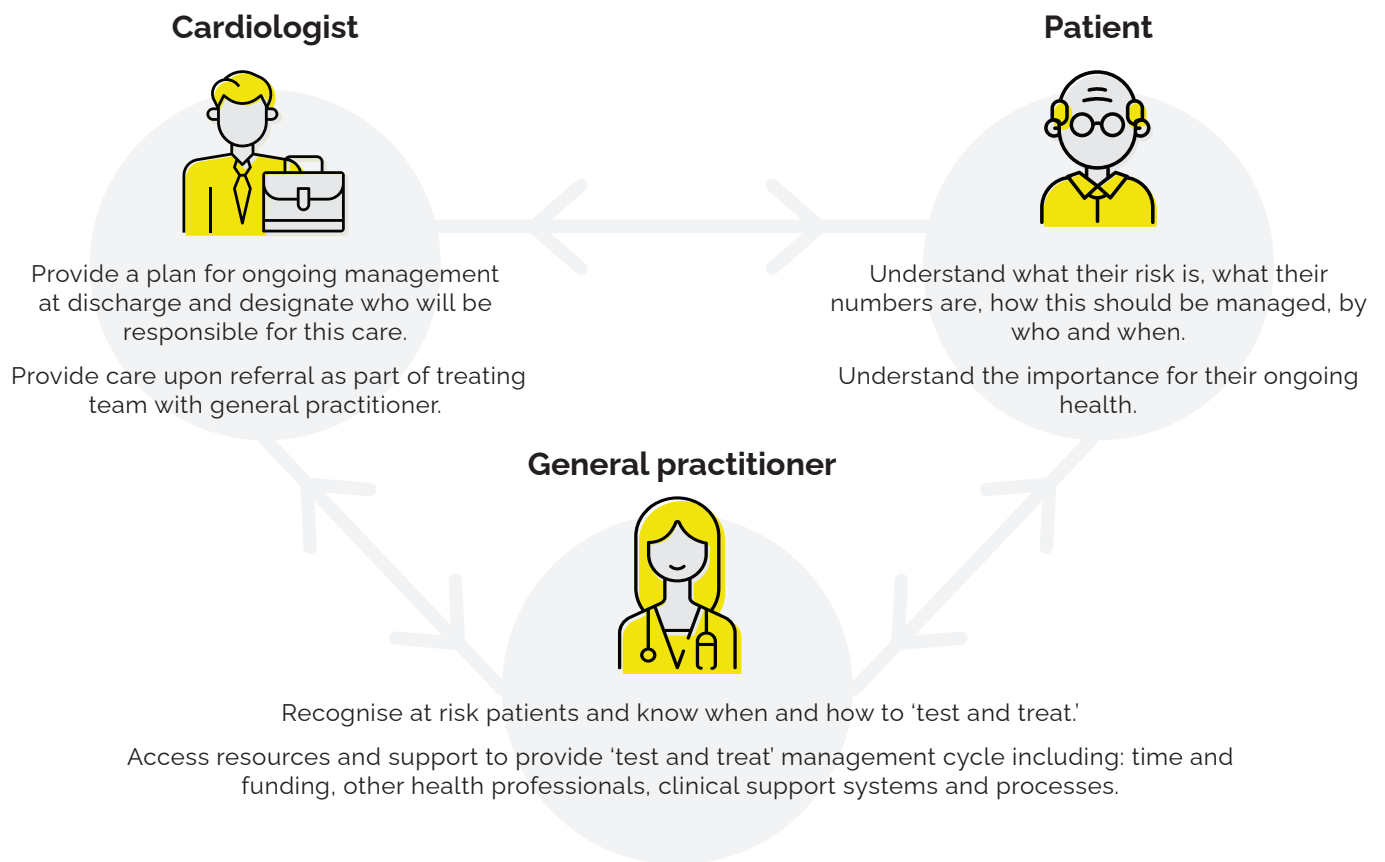 Cardiologist
Provide a plan for ongoing management
at discharge and designate who will be
responsible for this care.
Provide care upon referral as part of treating
team with general practitioner.
Patient
Understand what their risk is, what their
numbers are, how this should be managed, by
who and when.
Understand the importance for their ongoing
health.
General practitioner
Recognise at risk patients and know when and how to ‘test and treat.’
Access resources and support to provide ‘test and treat’ management cycle including: time and
funding, other health professionals, clinical support systems and processes.